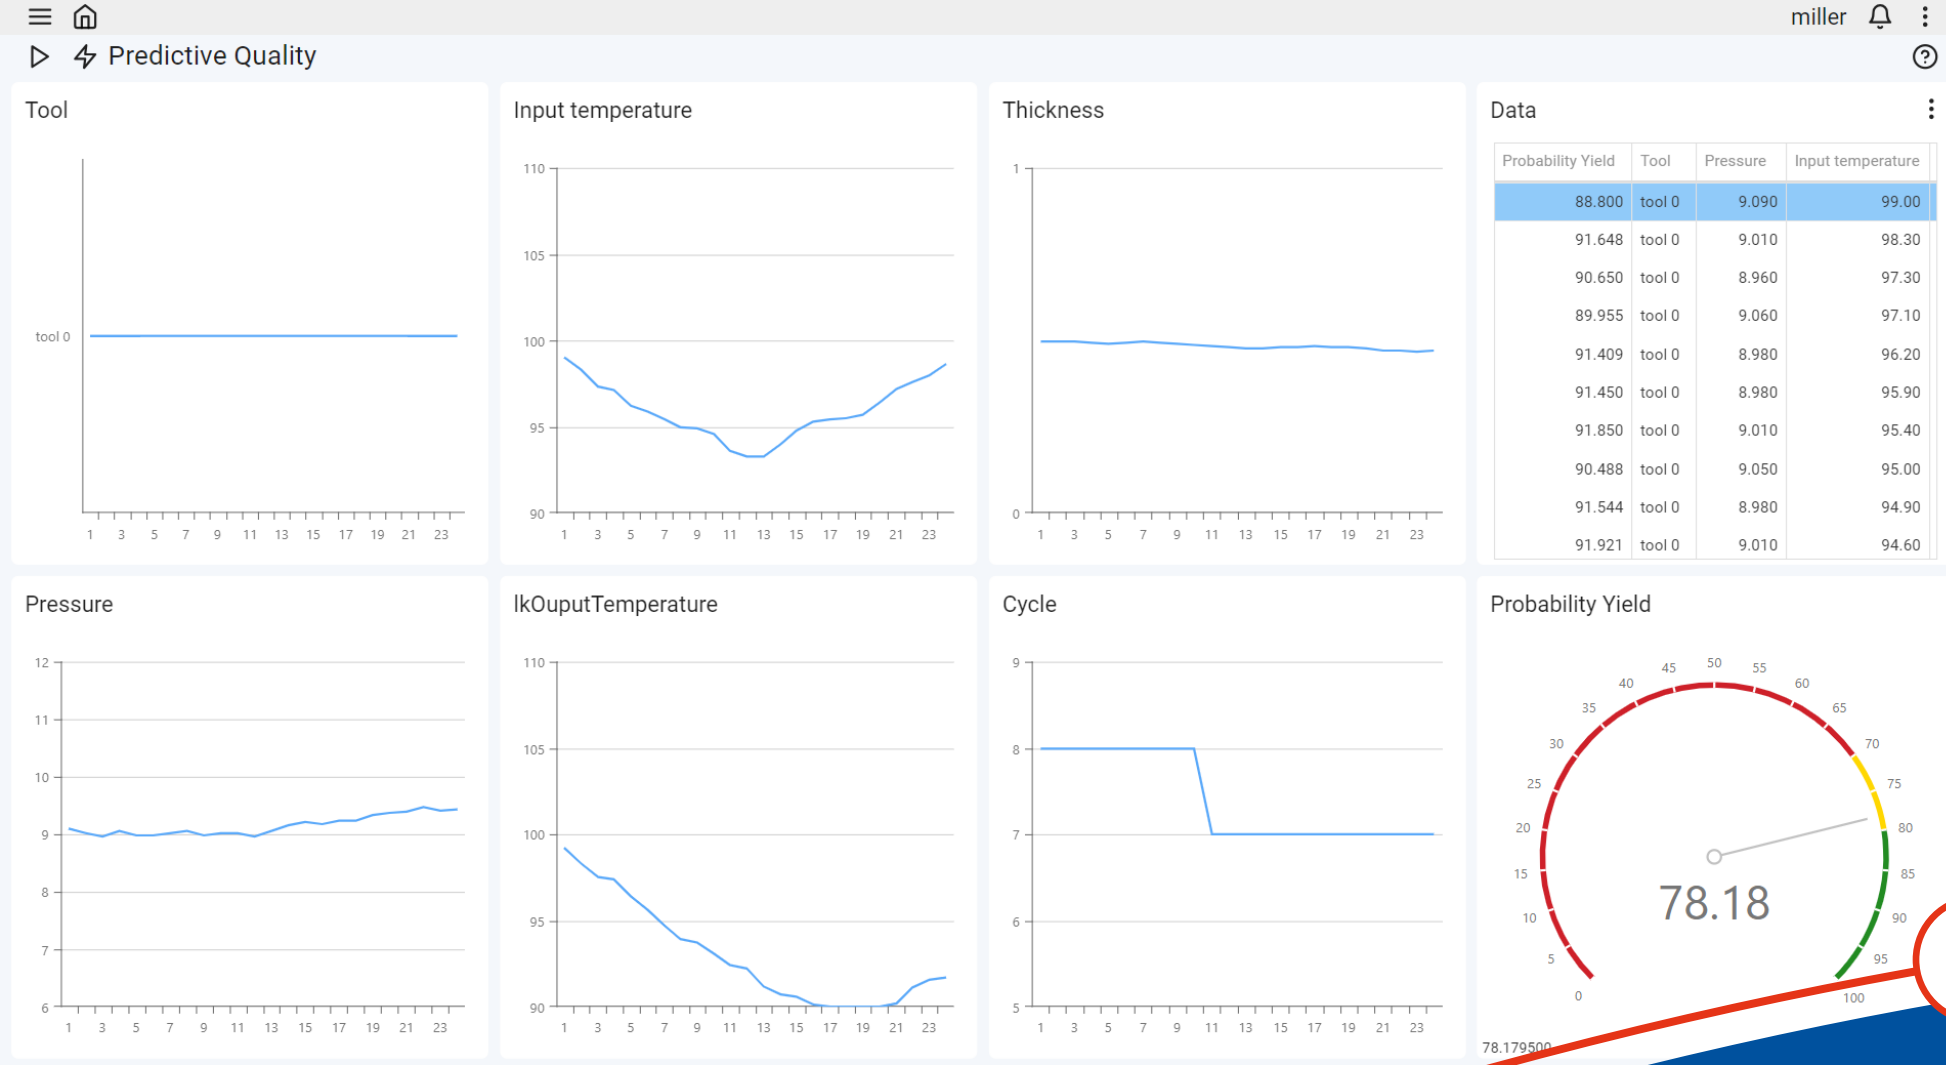 miller
Predictive Quality
Tool
tool 0
1 3 5 7 9 11 13 15 17 19 21 23
Input temperature
110
105
100
95
90
1 3 5 7 9 11 13 15 17 19 21 23
Thickness
1
0
1 3 5 7 9 11 13 15 17 19 21 23
Data
Probability Yield Tool Pressure Input temperature
88.800 tool 0 9.090 99.00
91.648 tool 0 9.010 98.30
90.650 tool 0 8.960 97.30
89.955 tool 0 9.060 97.10
91.409 tool 0 8.980 96.20
91.450 tool 0 8.980 95.90
91.850 tool 0 9.010 95.40
90.488 tool 0 9.050 95.00
91.544 tool 0 8.980 94.90
91.921 tool 0 9.010 94.60
Pressure
12
11
10
9
8
7
6
1 3 5 7 9 11 13 15 17 19 21 23
lkOuputTemperature
110
105
100
95
90
1 3 5 7 9 11 13 15 17 19 21 23
Cycle
9
8
7
6
5
1 3 5 7 9 11 13 15 17 19 21 23
Probability Yield
0
5
10
15
20
25
30
35
40
45
50
55
60
65
70
75
80
85
90
95
100
78.18
78.179500